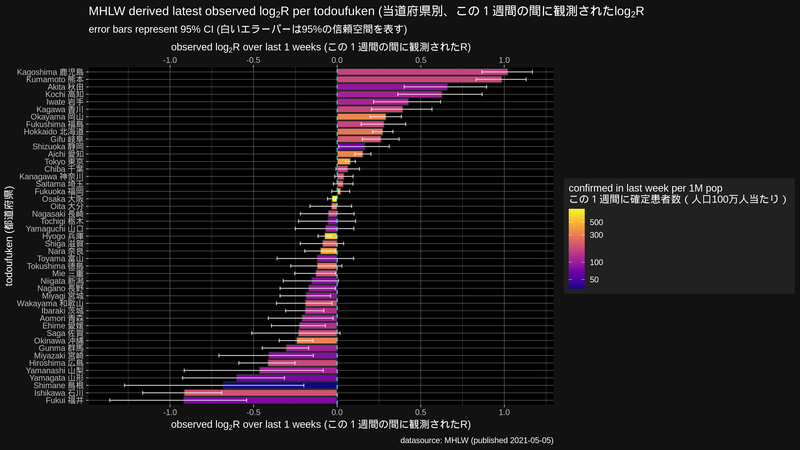 MHLW derived latest observed log₂R per todoufuken (当道府県別、この１週間の間に観測されたlog₂R
error bars represent 95% CI (白いエラーバーは95%の信頼空間を表す)
observed log₂R over last 1 weeks (この１週間の間に観測されたR)
-1.0 -0.5 0.0 0.5 1.0
todoufuken (都道府県)
Kagoshima 鹿児島
Kumamoto 熊本
Akita 秋田
Kochi 高知
Iwate 岩手
Kagawa 香川
Okayama 岡山
Fukushima 福島
Hokkaido 北海道
Gifu 岐阜
Shizuoka 静岡
Aichi 愛知
Tokyo 東京
Chiba 千葉
Kanagawa 神奈川
Saitama 埼玉
Fukuoka 福岡
Osaka 大阪
Oita 大分
Nagasaki 長崎
Tochigi 栃木
Yamaguchi 山口
Hyogo 兵庫
Shiga 滋賀
Nara 奈良
Toyama 富山
Tokushima 徳島
Mie 三重
Niigata 新潟
Nagano 長野
Miyagi 宮城
Wakayama 和歌山
Ibaraki 茨城
Aomori 青森
Ehime 愛媛
Saga 佐賀
Okinawa 沖縄
Gunma 群馬
Miyazaki 宮崎
Hiroshima 広島
Yamanashi 山梨
Yamagata 山形
Shimane 島根
Ishikawa 石川
Fukui 福井
-1.0 -0.5 0.0 0.5 1.0
observed log₂R over last 1 weeks (この１週間の間に観測されたR)
confirmed in last week per 1M pop
この１週間に確定患者数（人口100万人当たり）
500
300
100
50
datasource: MHLW (published 2021-05-05)